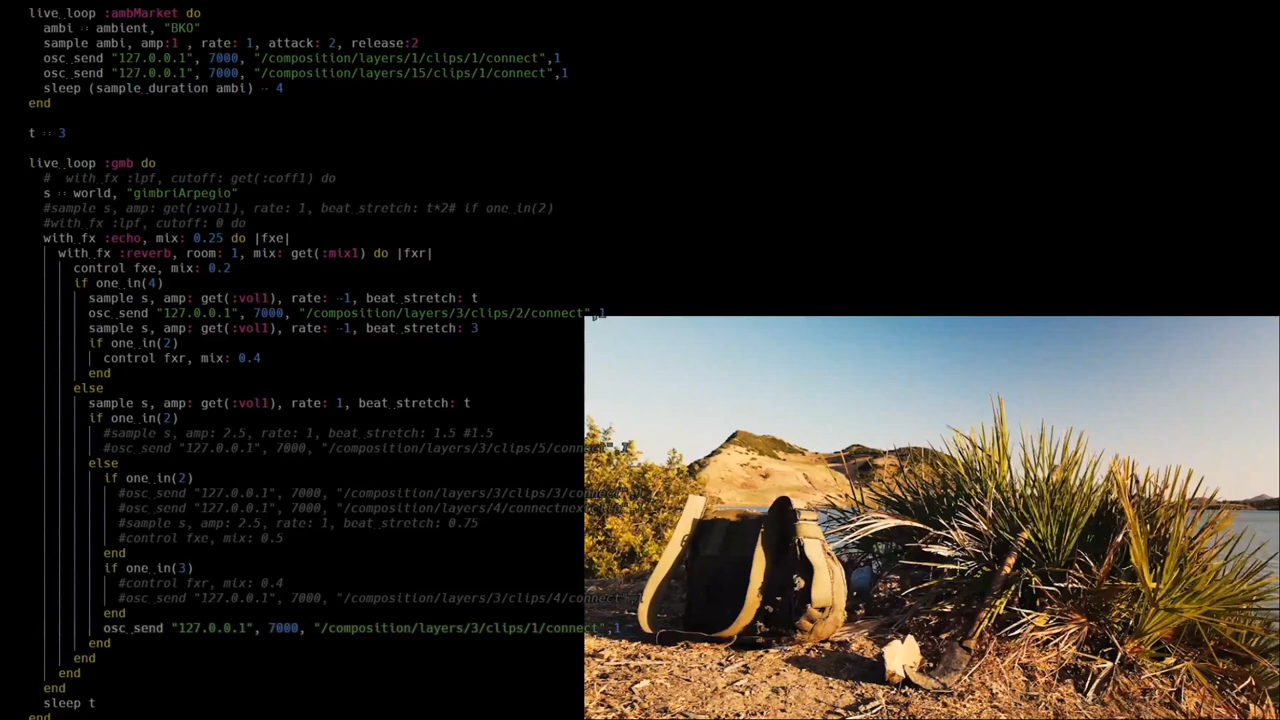 live_loop :ambMarket do
ambi = ambient, "BKO"
sample ambi, amp:1 , rate: 1, attack: 2, release:2
osc_send "127.0.0.1", 7000, "/composition/layers/1/clips/1/connect",1
osc_send "127.0.0.1", 7000, "/composition/layers/15/clips/1/connect",1
sleep (sample_duration ambi) - 4
end
t = 3
live_loop :gmb do
#  with_fx :lpf, cutoff: get(:coff1) do
s = world, "gimbriArpegio"
#sample s, amp: get(:vol1), rate: 1, beat_stretch: t*2# if one_in(2)
#with_fx :lpf, cutoff: 0 do
with_fx :echo, mix: 0.25 do |fxe|
with_fx :reverb, room: 1, mix: get(:mix1) do |fxr|
control fxe, mix: 0.2
if one_in(4)
sample s, amp: get(:vol1), rate: -1, beat_stretch: t
osc_send "127.0.0.1", 7000, "/composition/layers/3/clips/2/connect",1
sample s, amp: get(:vol1), rate: -1, beat_stretch: 3
if one_in(2)
control fxr, mix: 0.4
end
else
sample s, amp: get(:vol1), rate: 1, beat_stretch: t
if one_in(2)
#sample s, amp: 2.5, rate: 1, beat_stretch: 1.5 #1.5
#osc_send "127.0.0.1", 7000, "/composition/layers/3/clips/5/connect",1
else
if one_in(2)
#osc_send "127.0.0.1", 7000, "/composition/layers/3/clips/3/connect",1
#osc_send "127.0.0.1", 7000, "/composition/layers/4/connectnext
#sample s, amp: 2.5, rate: 1, beat_stretch: 0.75
#control fxe, mix: 0.5
end
if one_in(3)
#control fxr, mix: 0.4
#osc_send "127.0.0.1", 7000, "/composition/layers/3/clips/4/connect",1
end
osc_send "127.0.0.1", 7000, "/composition/layers/3/clips/1/connect",1
end
end
end
end
sleep t
end